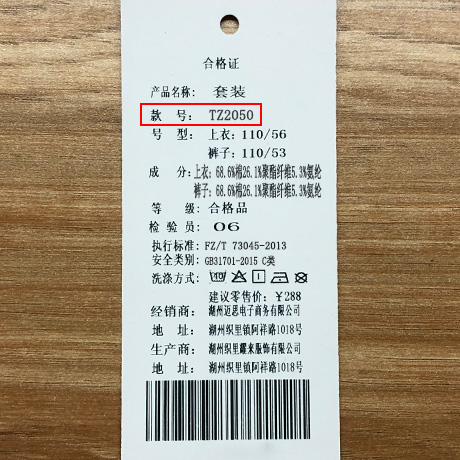 合格证
产品名称: 套装
款 号: TZ2050
号 型: 上衣: 110/56
裤子: 110/53
成 分: 上衣: 68.6%棉26.1%聚酯纤维5.3%氨纶
裤子: 68.6%棉26.1%聚酯纤维5.3%氨纶
等 级: 合格品
检 验 员: 06
执行标准: FZ/T 73045-2013
安全类别: GB31701-2015 C类
洗涤方式:
建议零售价: ¥288
经销商: 湖州迈思电子商务有限公司
地 址: 湖州织里镇阿祥路1018号
生产商: 湖州织里耀来服饰有限公司
地 址: 湖州织里镇阿祥路1018号